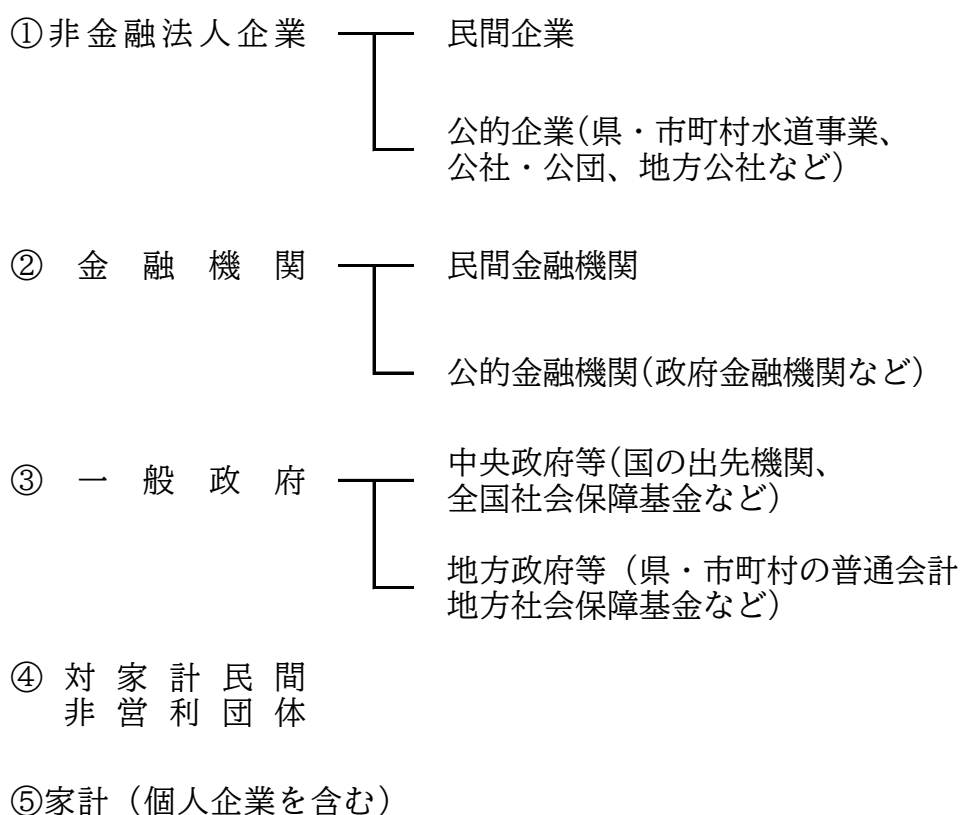 ①非金融法人企業 民間企業
公的企業(県・市町村水道事業、
公社・公団、地方公社など)
②金融機関 民間金融機関
公的金融機関(政府金融機関など)
③一般政府 中央政府等(国の出先機関、
全国社会保障基金など)
地方政府等(県・市町村の普通会計
地方社会保障基金など)
④対家計民間
非営利団体
⑤家計(個人企業を含む)